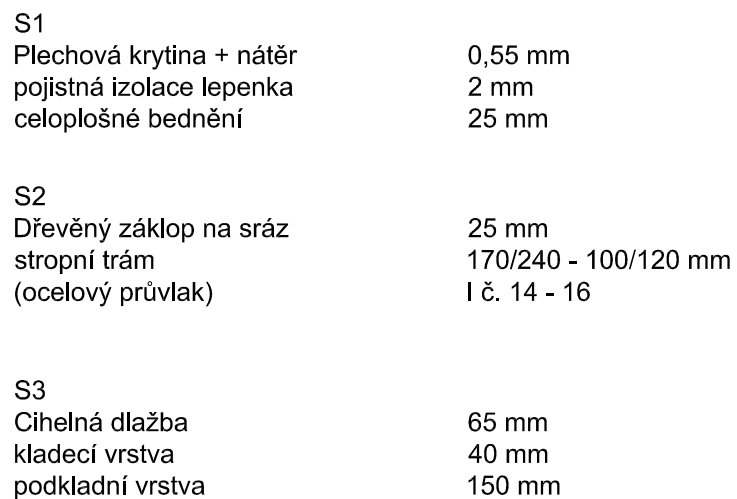 S1
Plechová krytina + nátěr 0,55 mm
pojistná izolace lepenka 2 mm
celoplošné bednění 25 mm
S2
Dřevěný záklop na sráz 25 mm
stropní trám 170/240 - 100/120 mm
(ocelový průvlak) I č. 14 - 16
S3
Cihelná dlažba 65 mm
kladecí vrstva 40 mm
podkladní vrstva 150 mm